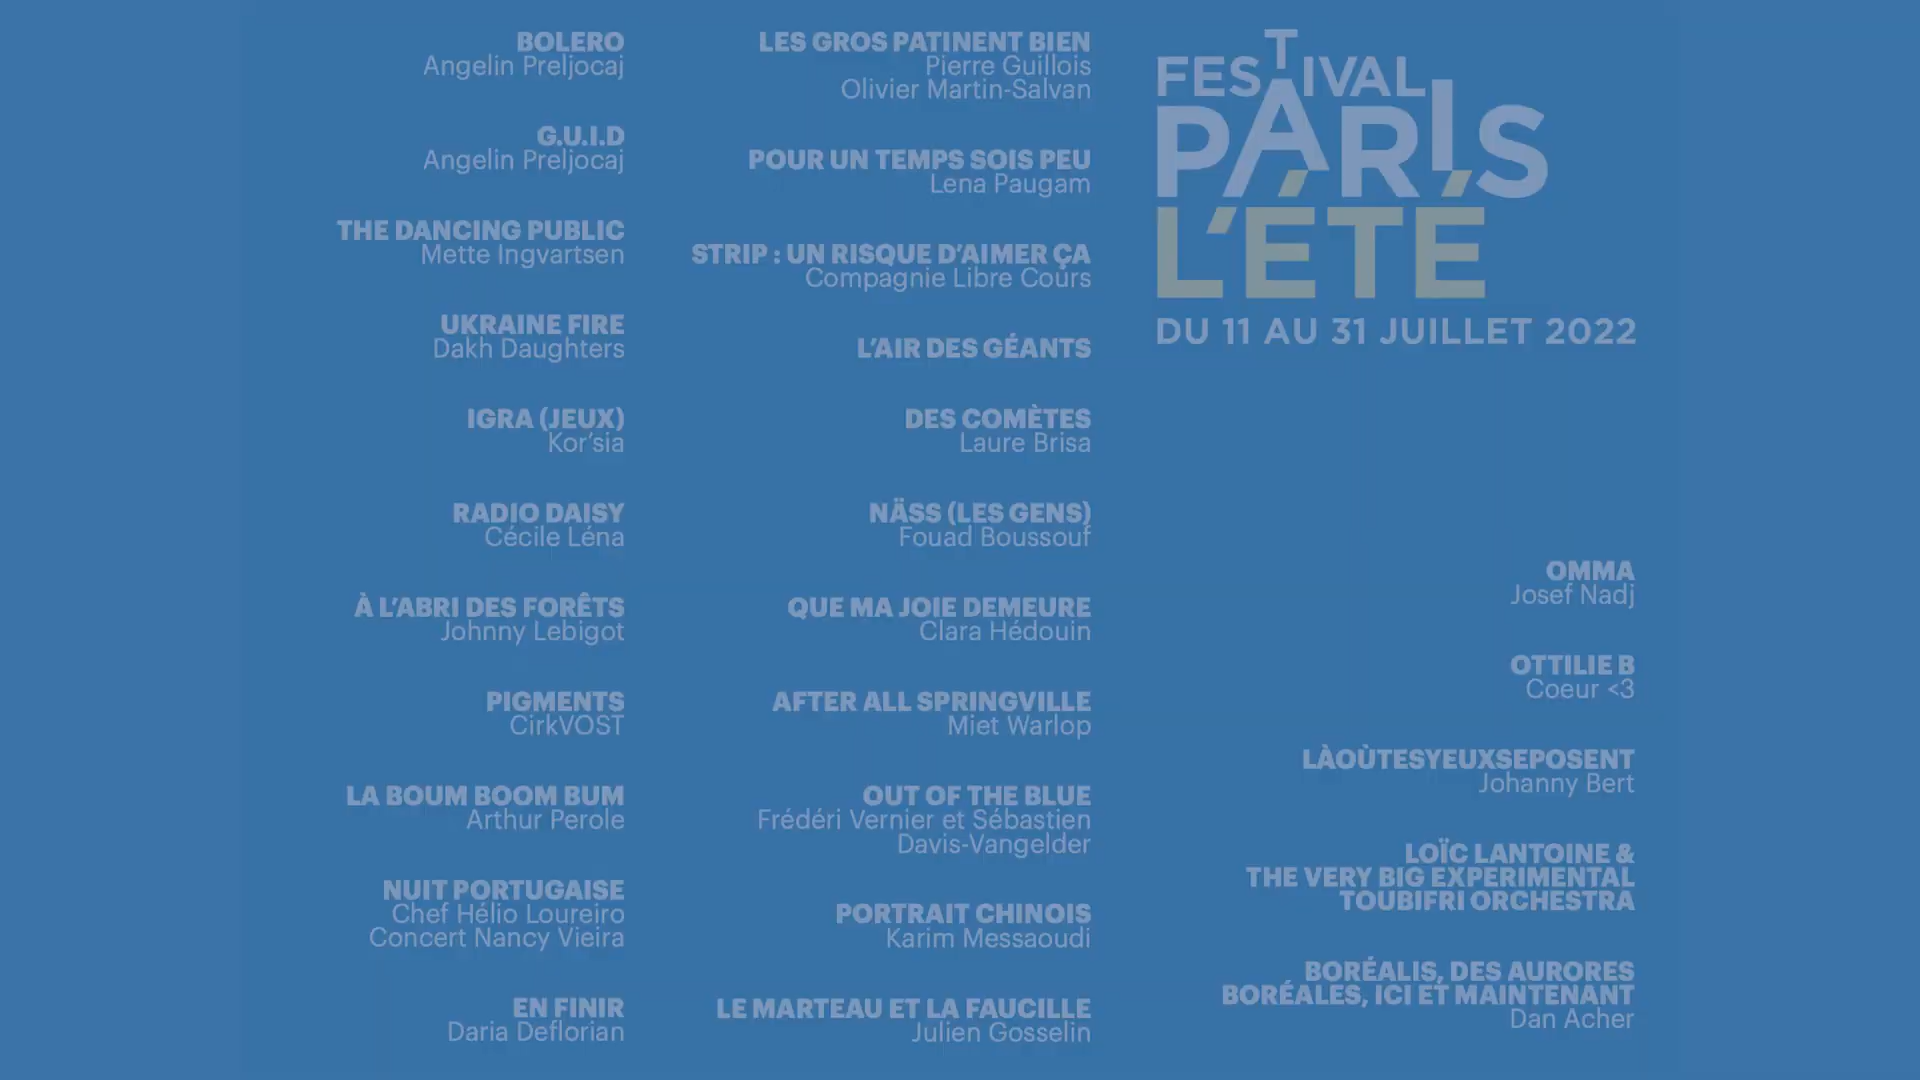 BOLERO
Angelin Preljocaj
G.U.I.D
Angelin Preljocaj
THE DANCING PUBLIC
Mette Ingvartsen
UKRAINE FIRE
Dakh Daughters
IGRA (JEUX)
Kor’sia
RADIO DAISY
Cécile Léna
À L’ABRI DES FORÊTS
Johnny Lebigot
PIGMENTS
CirkVOST
LA BOUM BOOM BUM
Arthur Perole
NUIT PORTUGAISE
Chef Hélio Loureiro
Concert Nancy Vieira
EN FINIR
Daria Deflorian
LES GROS PATINENT BIEN
Pierre Guillois
Olivier Martin-Salvan
POUR UN TEMPS SOIS PEU
Lena Paugam
STRIP : UN RISQUE D’AIMER ÇA
Compagnie Libre Cours
L’AIR DES GÉANTS
DES COMÈTES
Laure Brisa
NÄSS (LES GENS)
Fouad Boussouf
QUE MA JOIE DEMEURE
Clara Hédouin
AFTER ALL SPRINGVILLE
Miet Warlop
OUT OF THE BLUE
Frédéri Vernier et Sébastien
Davis-Vangelder
PORTRAIT CHINOIS
Karim Messaoudi
LE MARTEAU ET LA FAUCILLE
Julien Gosselin
FESTIVAL
PARIS
L’ÉTÉ
DU 11 AU 31 JUILLET 2022
OMMA
Josef Nadj
OTTILIE B
Coeur <3
LÀOÙTESYEUXSEPOSENT
Johanny Bert
LOÏC LANTOINE &
THE VERY BIG EXPERIMENTAL
TOUBIFRI ORCHESTRA
BORÉALIS, DES AURORES
BORÉALES, ICI ET MAINTENANT
Dan Acher